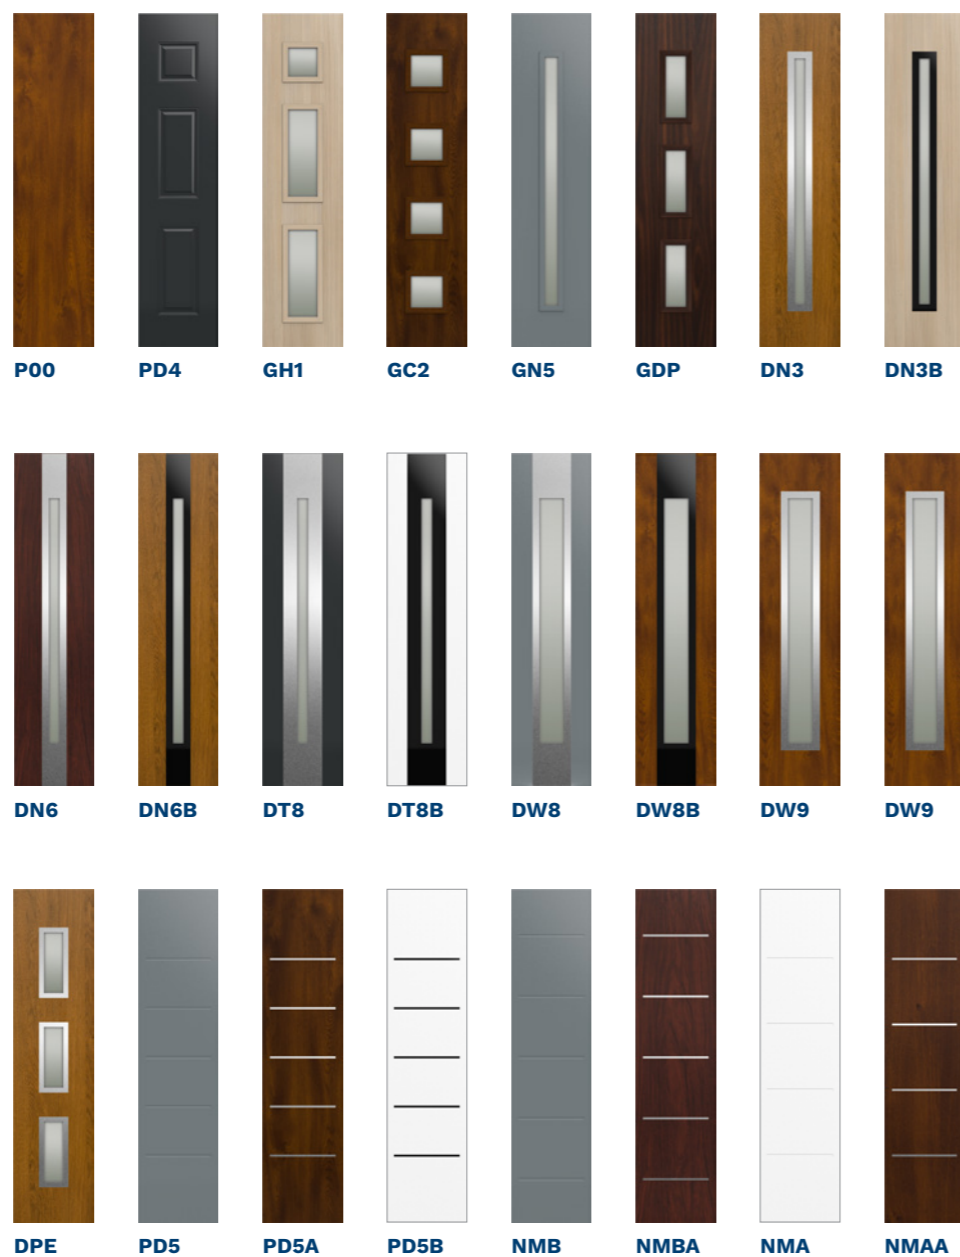 P00 PD4 GH1 GC2 GN5 GDP DN3 DN3B
DN6 DN6B DT8 DT8B DW8 DW8B DW9 DW9
DPE PD5 PD5A PD5B NMB NMBA NMA NMAA